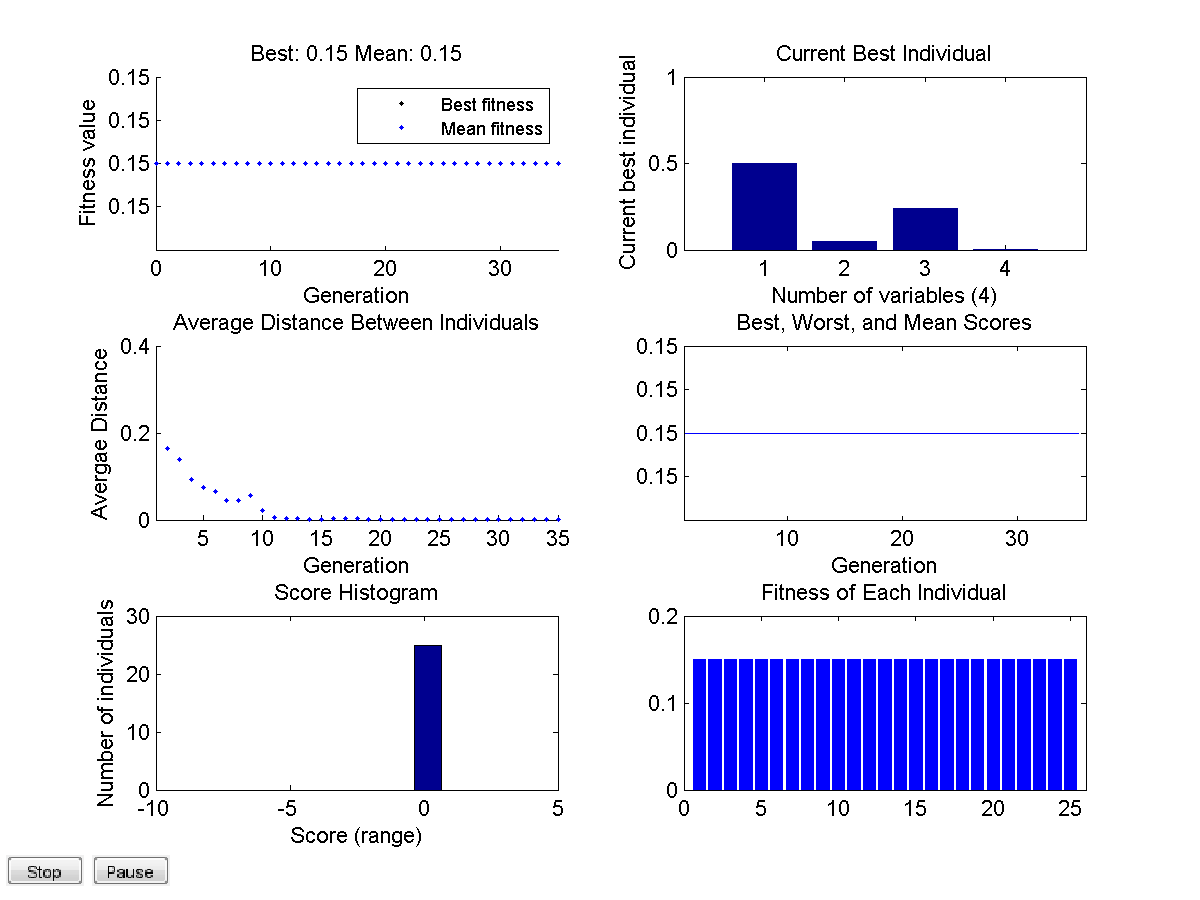 Best: 0.15 Mean: 0.15
Fitness value
0.15
0.15
0.15
0.15
Best fitness
Mean fitness
0 10 20 30
Generation
Current Best Individual
Current best individual
1
0.5
0
1 2 3 4
Number of variables (4)
Average Distance Between Individuals
Avergae Distance
0.4
0.2
0
5 10 15 20 25 30 35
Generation
Best, Worst, and Mean Scores
0.15
0.15
0.15
0.15
10 20 30
Generation
Score Histogram
Number of individuals
30
20
10
0
-10 -5 0 5
Score (range)
Fitness of Each Individual
0.2
0.1
0
0 5 10 15 20 25
Stop Pause